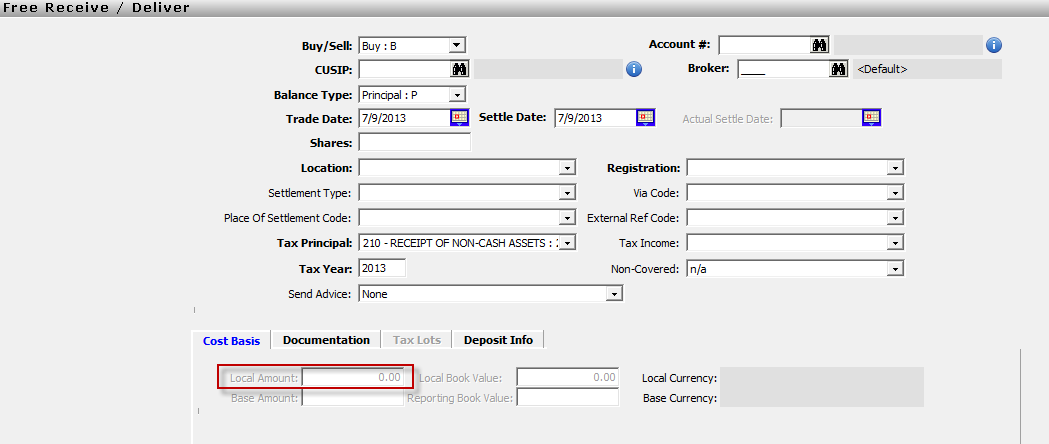 Free Receive / Deliver
Buy/Sell: Buy : B Account #:
CUSIP: Broker: ____ <Default>
Balance Type: Principal : P
Trade Date: 7/9/2013 Settle Date: 7/9/2013 Actual Settle Date:
Shares:
Location: Registration:
Settlement Type: Via Code:
Place Of Settlement Code: External Ref Code:
Tax Principal: 210 - RECEIPT OF NON-CASH ASSETS : Tax Income:
Tax Year: 2013 Non-Covered: n/a
Send Advice: None
Cost Basis Documentation Tax Lots Deposit Info
Local Amount: 0.00 Local Book Value: 0.00 Local Currency:
Base Amount: Reporting Book Value: Base Currency: